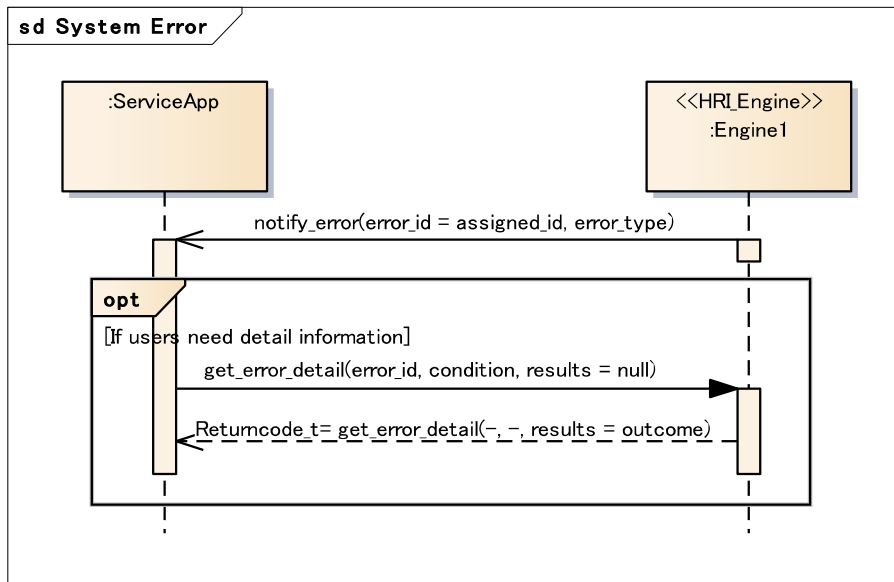 sd System Error
:ServiceApp
<<HRI_Engine>>
:Engine1
notify_error(error_id = assigned_id, error_type)
opt
[If users need detail information]
get_error_detail(error_id, condition, results = null)
Returncode_t= get_error_detail(-, -, results = outcome)